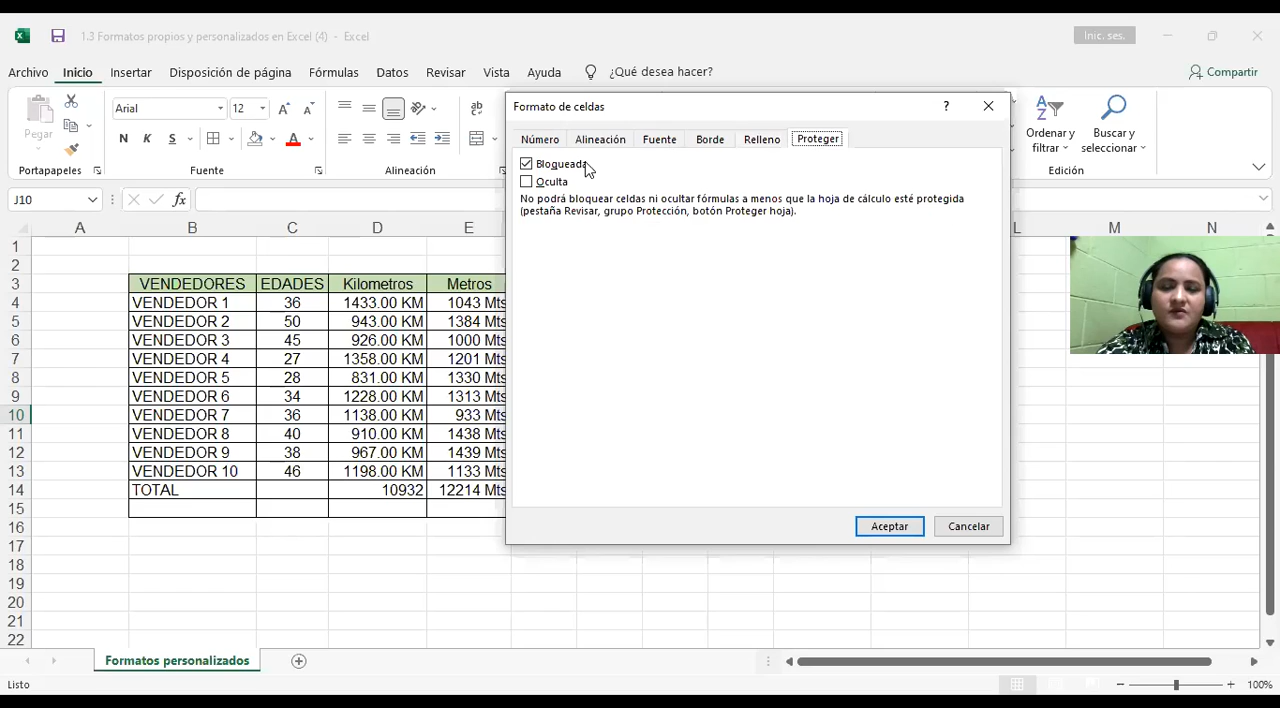 1.3 Formatos propios y personalizados en Excel (4) - Excel
Inic. ses.
Archivo Inicio Insertar Disposición de página Fórmulas Datos Revisar Vista Ayuda ¿Qué desea hacer? Compartir
Pegar
Portapapeles
Arial 12
N K S
Fuente
ab
Alineación
Ordenar y filtrar
Buscar y seleccionar
Edición
J10
fx
Formato de celdas
Número Alineación Fuente Borde Relleno Proteger
Bloqueada
Oculta
No podrá bloquear celdas ni ocultar fórmulas a menos que la hoja de cálculo esté protegida
(pestaña Revisar, grupo Protección, botón Proteger hoja).
Aceptar Cancelar
A B C D E L M N
1
2
3 VENDEDORES EDADES Kilometros Metros
4 VENDEDOR 1 36 1433.00 KM 1043 Mts
5 VENDEDOR 2 50 943.00 KM 1384 Mts
6 VENDEDOR 3 45 926.00 KM 1000 Mts
7 VENDEDOR 4 27 1358.00 KM 1201 Mts
8 VENDEDOR 5 28 831.00 KM 1330 Mts
9 VENDEDOR 6 34 1228.00 KM 1313 Mts
10 VENDEDOR 7 36 1138.00 KM 933 Mts
11 VENDEDOR 8 40 910.00 KM 1438 Mts
12 VENDEDOR 9 38 967.00 KM 1439 Mts
13 VENDEDOR 10 46 1198.00 KM 1133 Mts
14 TOTAL 10932 12214 Mts
15
16
17
18
19
20
21
22
Formatos personalizados
Listo
100%